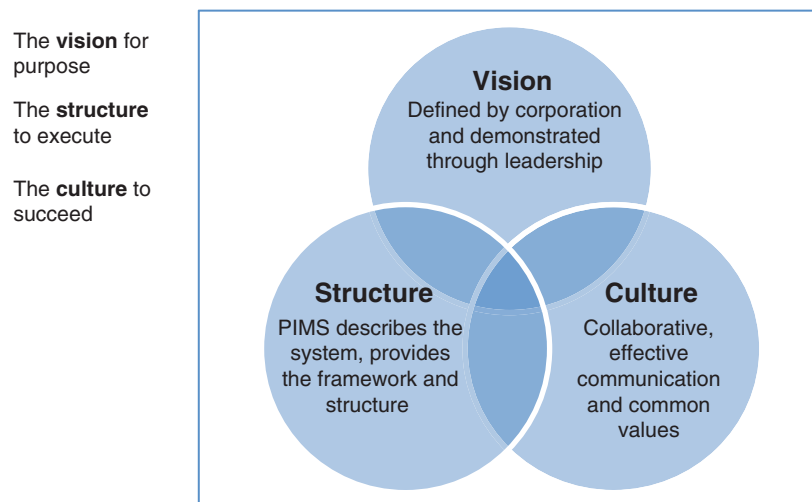 The vision for
purpose
The structure
to execute
The culture to
succeed
Vision
Defined by corporation
and demonstrated
through leadership
Structure
PIMS describes the
system, provides
the framework and
structure
Culture
Collaborative,
effective
communication
and common
values